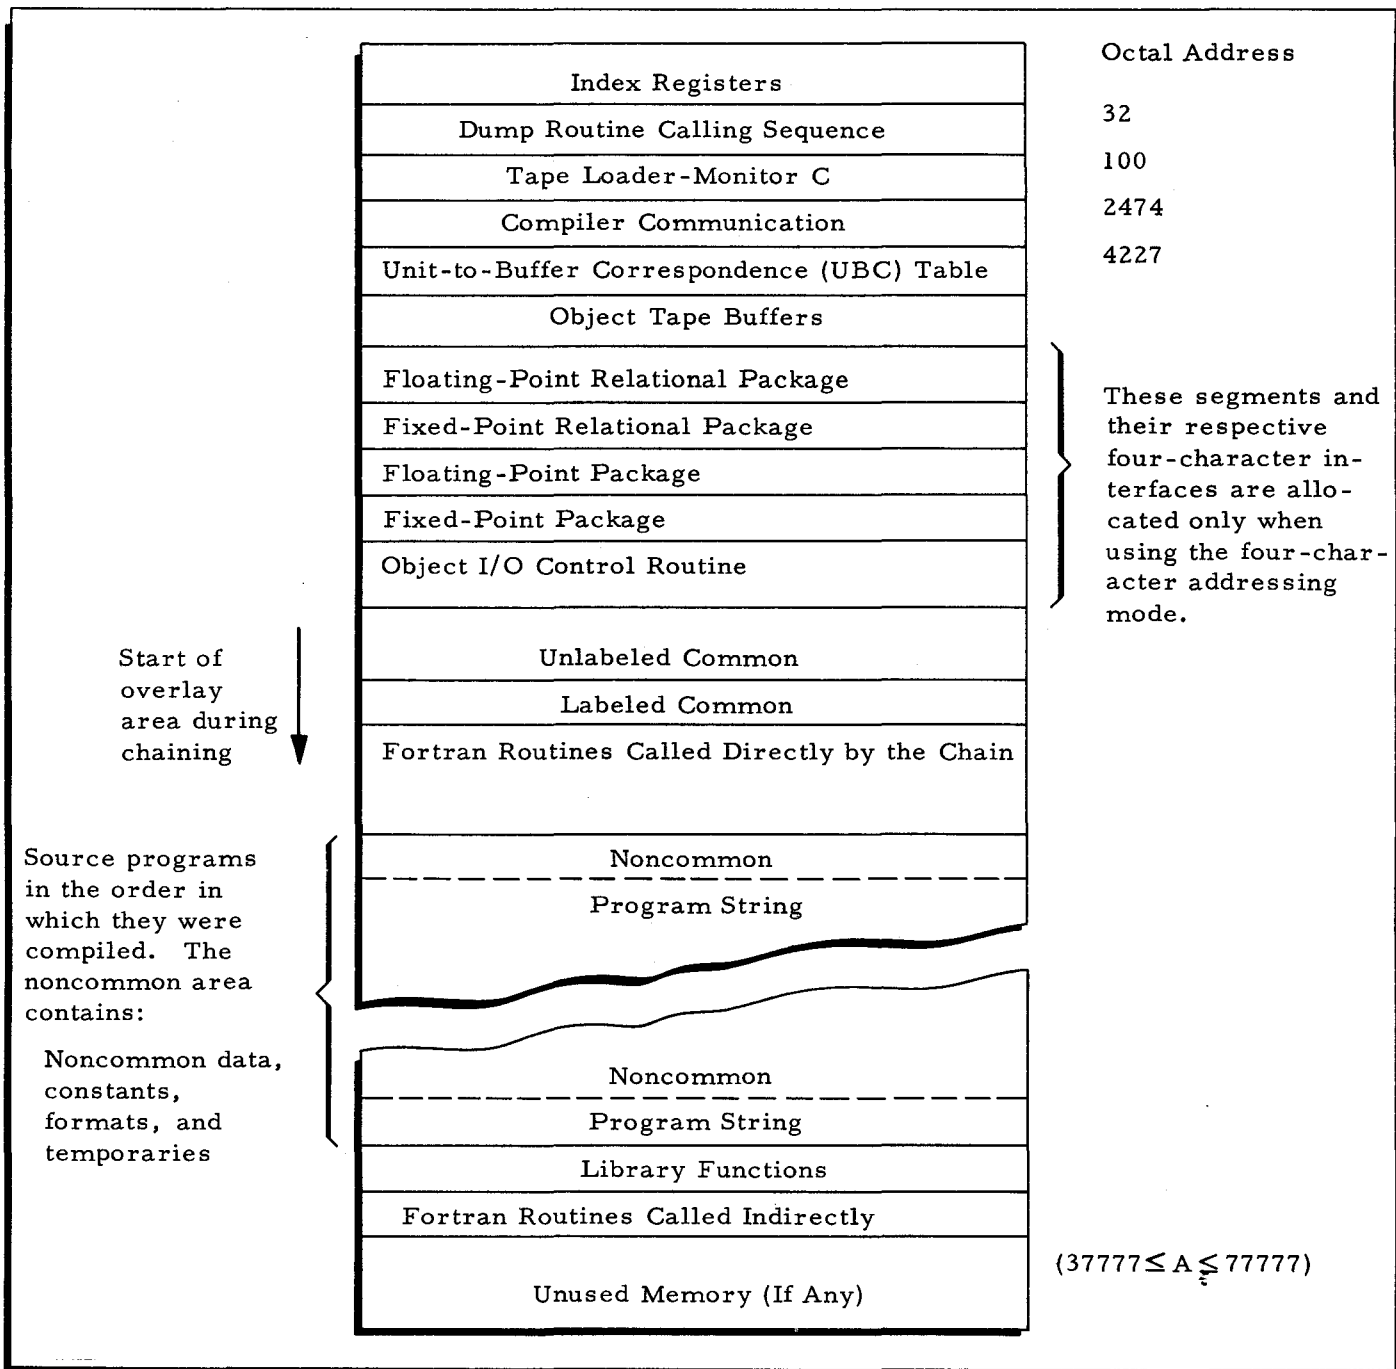 Octal Address
Index Registers
32
Dump Routine Calling Sequence
100
Tape Loader-Monitor C
2474
Compiler Communication
4227
Unit-to-Buffer Correspondence (UBC) Table
Object Tape Buffers
Floating-Point Relational Package
Fixed-Point Relational Package
Floating-Point Package
Fixed-Point Package
Object I/O Control Routine
These segments and
their respective
four-character in-
terfaces are allo-
cated only when
using the four-char-
acter addressing
mode.
Unlabeled Common
Labeled Common
Fortran Routines Called Directly by the Chain
Start of
overlay
area during
chaining
Noncommon
Program String
Source programs
in the order in
which they were
compiled. The
noncommon area
contains:
Noncommon data,
constants,
formats, and
temporaries
Noncommon
Program String
Library Functions
Fortran Routines Called Indirectly
(37777≤ A ≤ 77777)
Unused Memory (If Any)